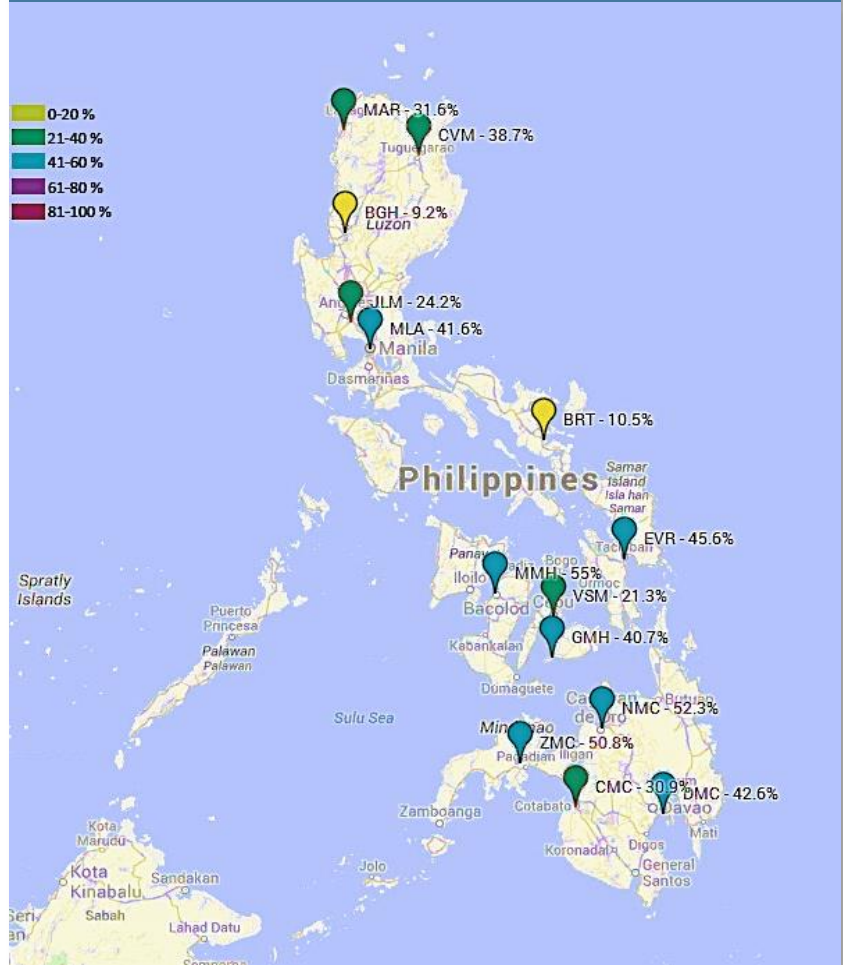 0-20 %
21-40 %
41-60 %
61-80 %
81-100 %
MAR - 31.6%
CVM - 38.7%
Tuguegarao
BGH - 9.2%
Luzon
JLM - 24.2%
MLA - 41.6%
Manila
Dasmariñas
BRT - 10.5%
Philippines
Samar
Island
Isla han
Samar
EVR - 45.6%
Panay
MMH - 55%
Bogo
Iloilo
Ormoc
VSM - 21.3%
Bacolod
Spratly
Islands
Puerto
Princesa
GMH - 40.7%
Palawan
Palawan
Kabankalan
Dumaguete
Butuan
NMC - 52.3%
Sulu Sea
ZMC - 50.8%
Pagadian
Iligan
CMC - 30.9%
DMC - 42.6%
Cotabato
Davao
Zamboanga
Mati
Digos
Koronadal
General
Santos
Jolo
Kota
Marudu
Kota
Kinabalu
Sandakan
Sabah
Lahad Datu